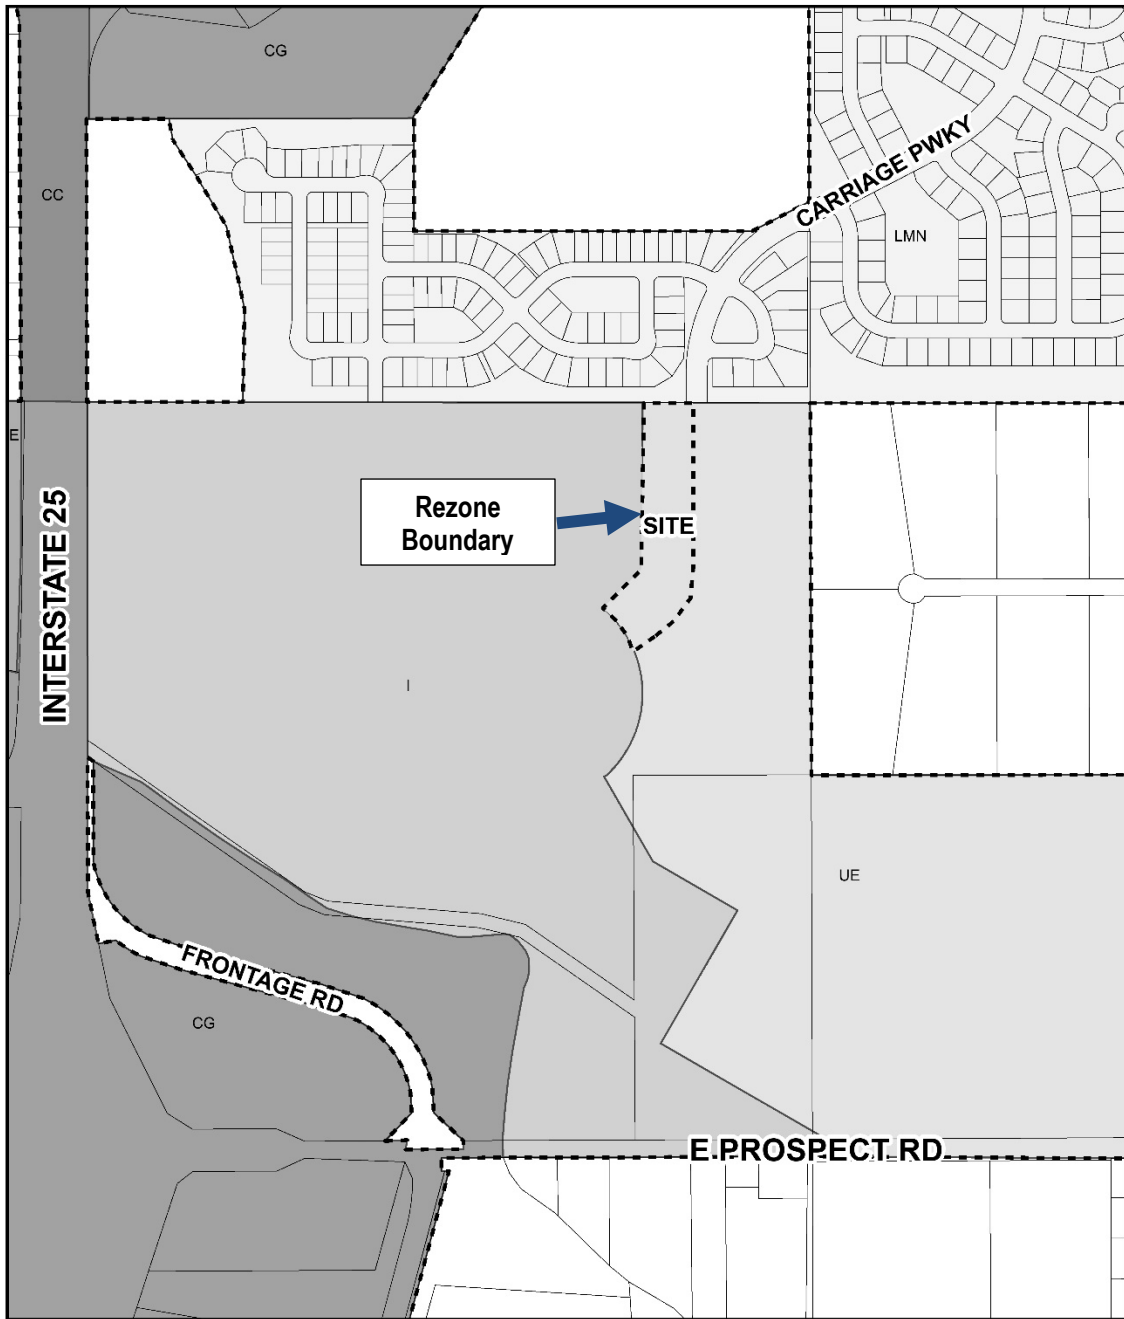 CG
CARRIAGE PWKY
CC
LMN
E
Rezone
Boundary
SITE
INTERSTATE 25
I
UE
FRONTAGE RD
CG
E PROSPECT RD